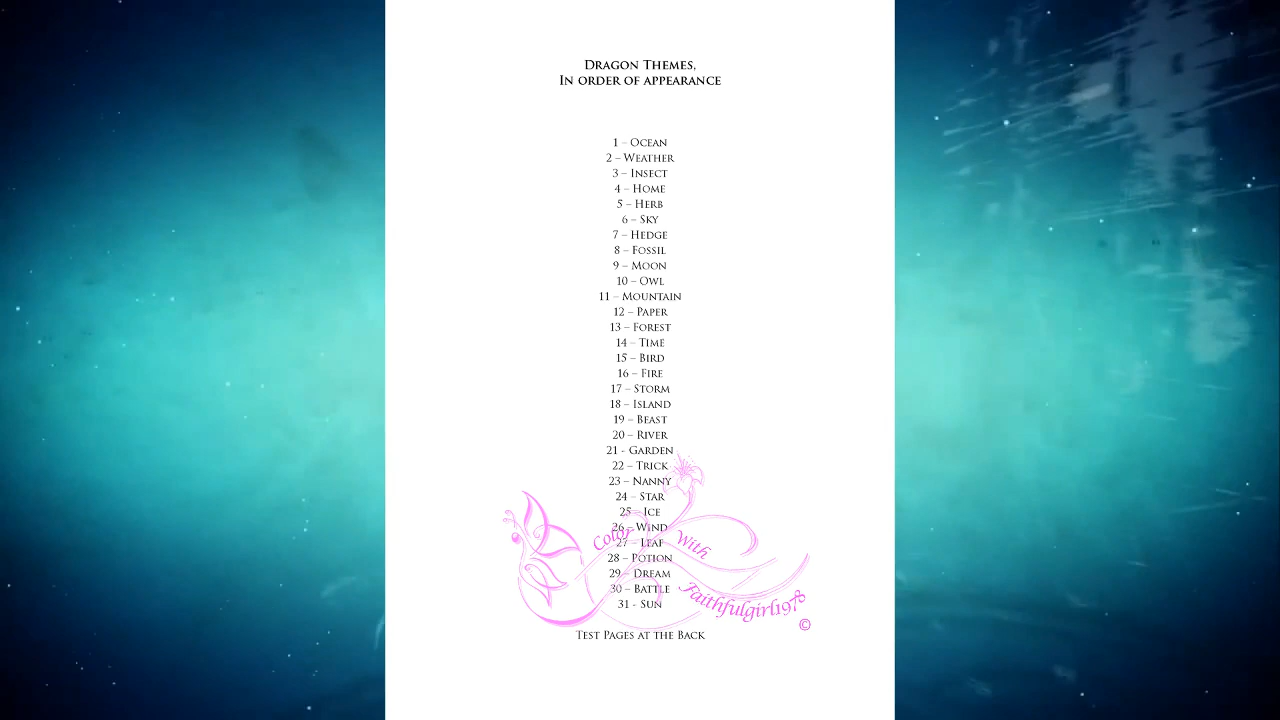 Dragon Themes,
In order of appearance
1 – Ocean
2 – Weather
3 – Insect
4 – Home
5 – Herb
6 – Sky
7 – Hedge
8 – Fossil
9 – Moon
10 – Owl
11 – Mountain
12 – Paper
13 – Forest
14 – Time
15 – Bird
16 – Fire
17 – Storm
18 – Island
19 – Beast
20 – River
21 - Garden
22 – Trick
23 – Nanny
24 – Star
25 – Ice
26 – Wind
27 – Leaf
28 – Potion
29 – Dream
30 – Battle
31 - Sun
Color With
Faithfulgirl1978
©
Test Pages at the Back